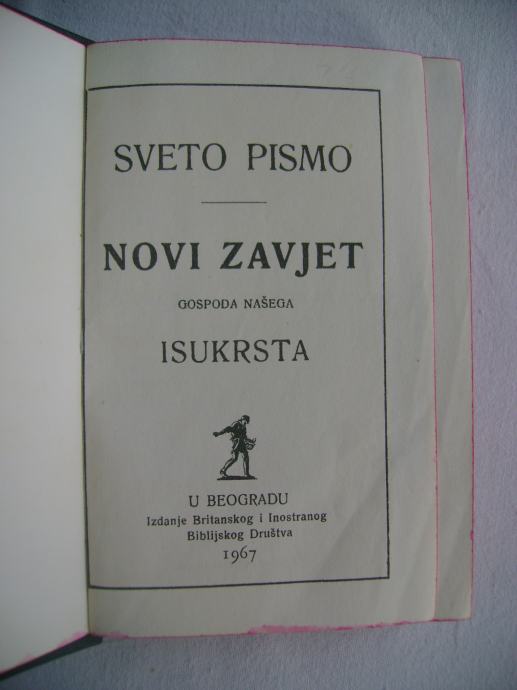 SVETO PISMO
NOVI ZAVJET
GOSPODA NAŠEGA
ISUKRSTA
U BEOGRADU
Izdanje Britanskog i Inostranog
Biblijskog Društva
1967